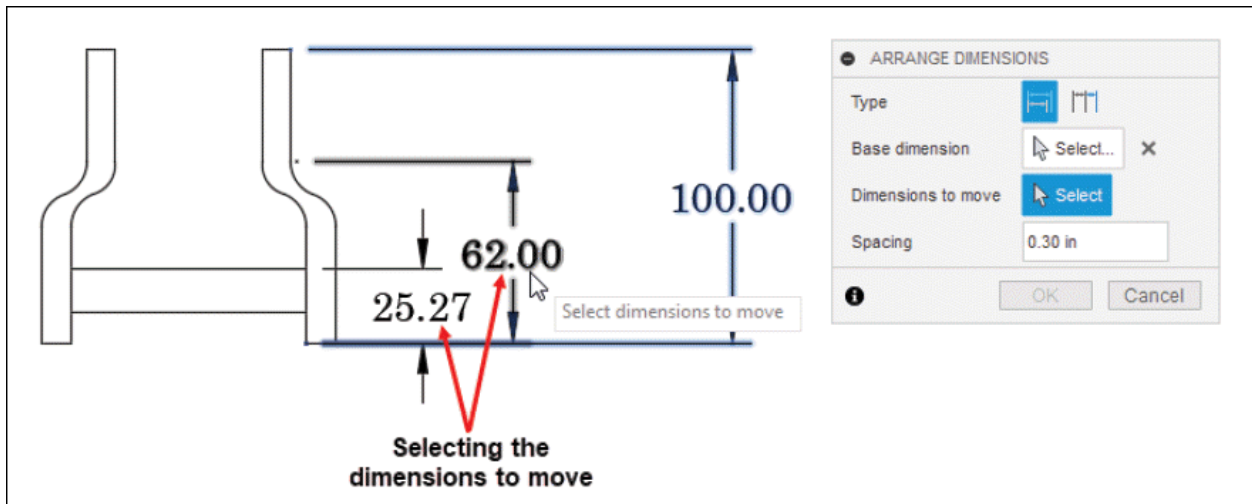 100.00
62.00
25.27
Select dimensions to move
Selecting the
dimensions to move
ARRANGE DIMENSIONS
Type
Base dimension Select...
Dimensions to move Select
Spacing 0.30 in
OK Cancel